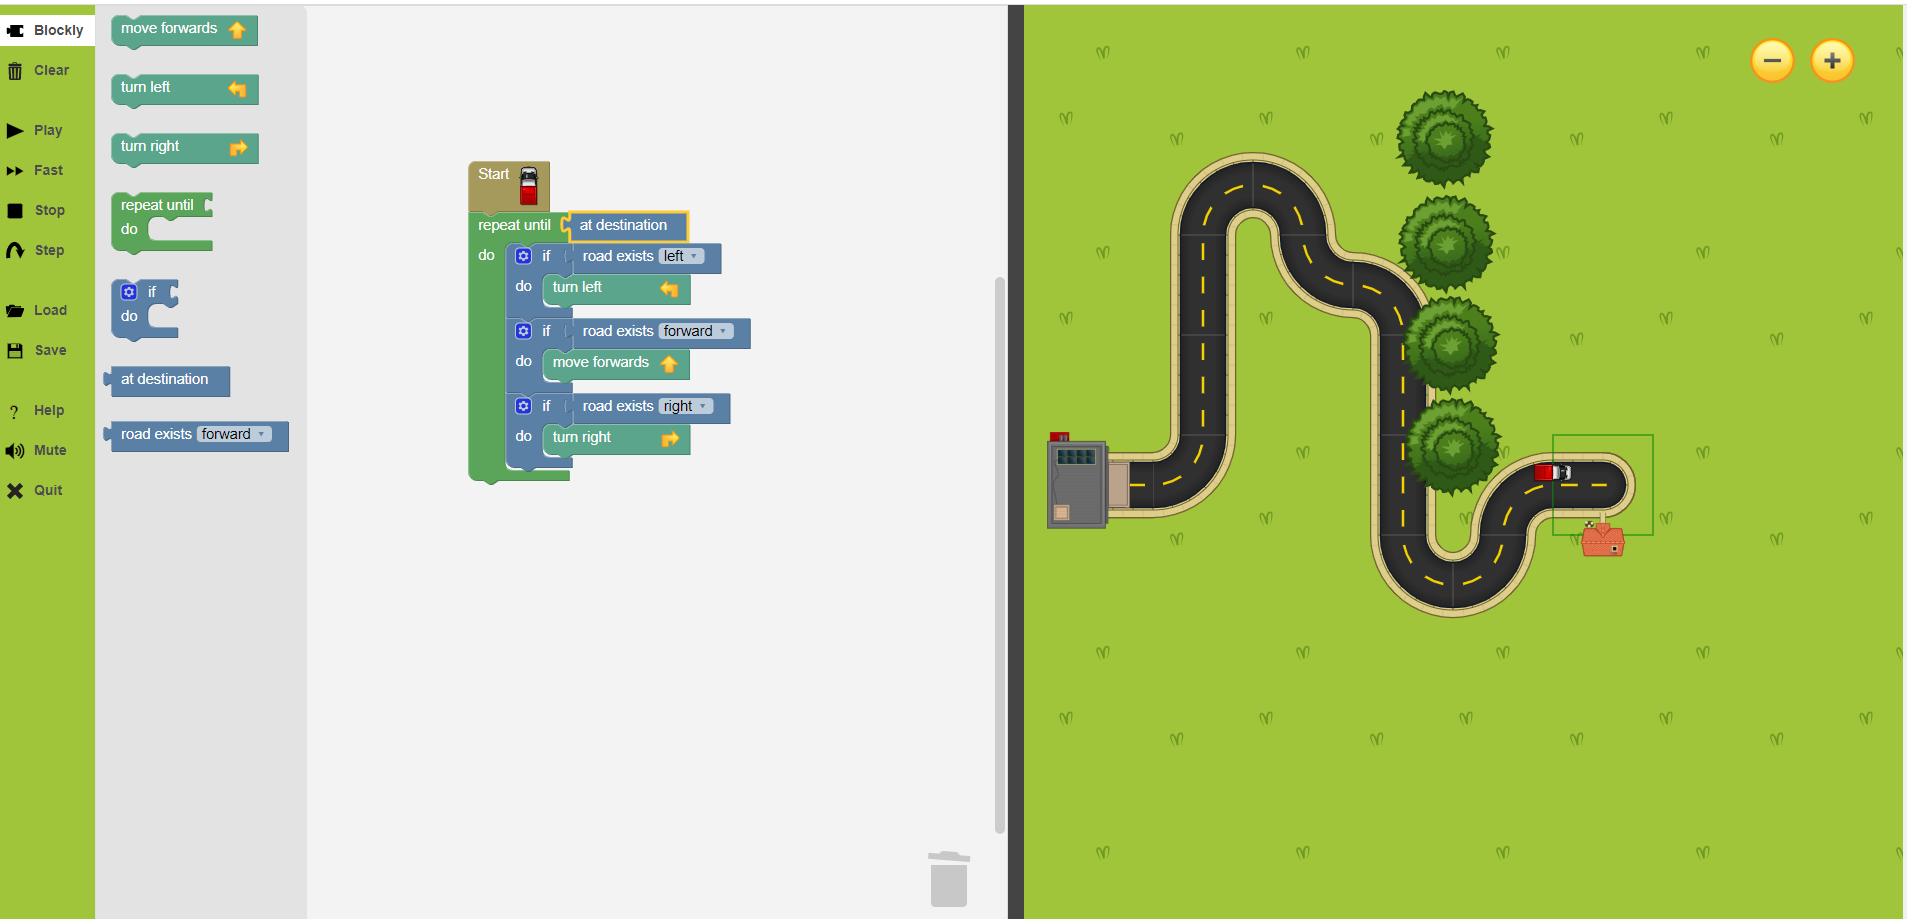 Blockly
Clear
Play
Fast
Stop
Step
Load
Save
? Help
Mute
Quit
move forwards
turn left
turn right
repeat until
do
if
do
at destination
road exists forward
Start
repeat until at destination
do if road exists left
do turn left
if road exists forward
do move forwards
if road exists right
do turn right